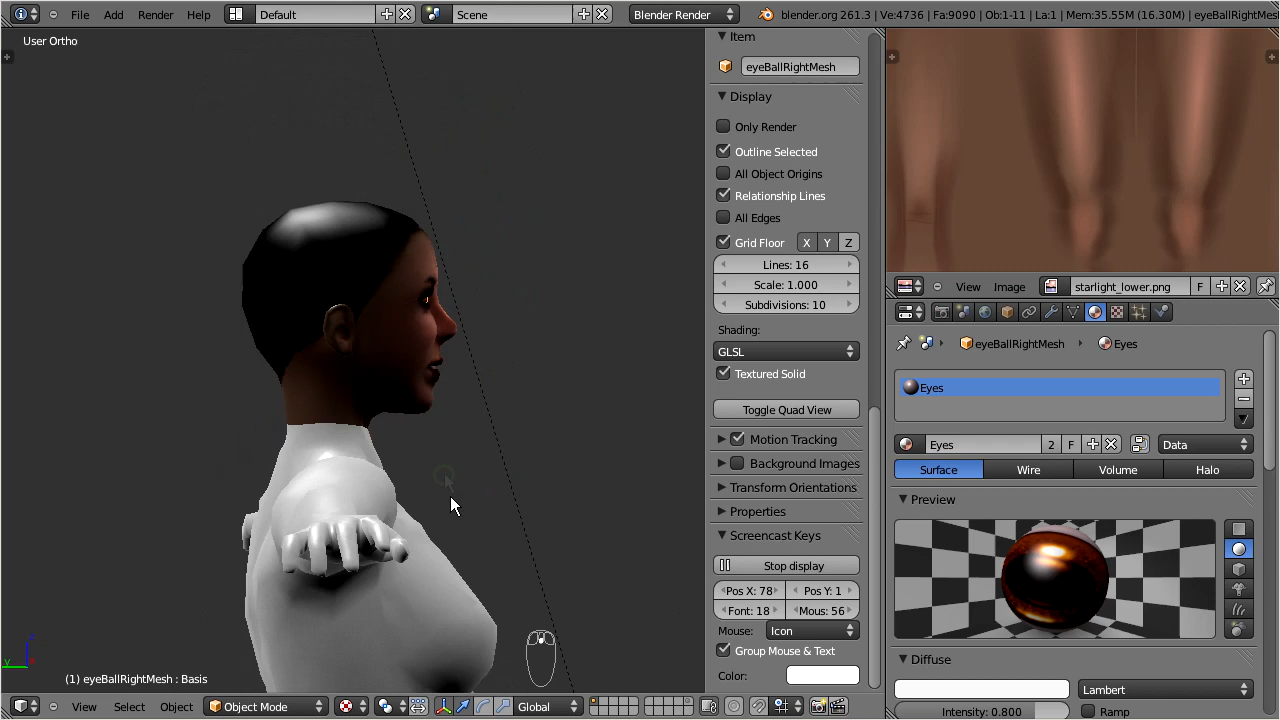 File Add Render Help Default Scene Blender Render blender.org 261.3 | Ve:4736 | Fa:9090 | Ob:1-11 | La:1 | Mem:35.55M (16.30M) | eyeBallRightMes
User Ortho
Item
eyeBallRightMesh
Display
Only Render
Outline Selected
All Object Origins
Relationship Lines
All Edges
Grid Floor X Y Z
Lines: 16
Scale: 1.000
Subdivisions: 10
Shading:
GLSL
Textured Solid
Toggle Quad View
Motion Tracking
Background Images
Transform Orientations
Properties
Screencast Keys
Stop display
Pos X: 78 Pos Y: 1
Font: 18 Mous: 56
Mouse: Icon
Group Mouse & Text
Color:
View Image starlight_lower.png F
eyeBallRightMesh Eyes
Eyes
Eyes 2 F Data
Surface Wire Volume Halo
Preview
Diffuse
Lambert
Intensity: 0.800 Ramp
z
y x
(1) eyeBallRightMesh : Basis
View Select Object Object Mode Global